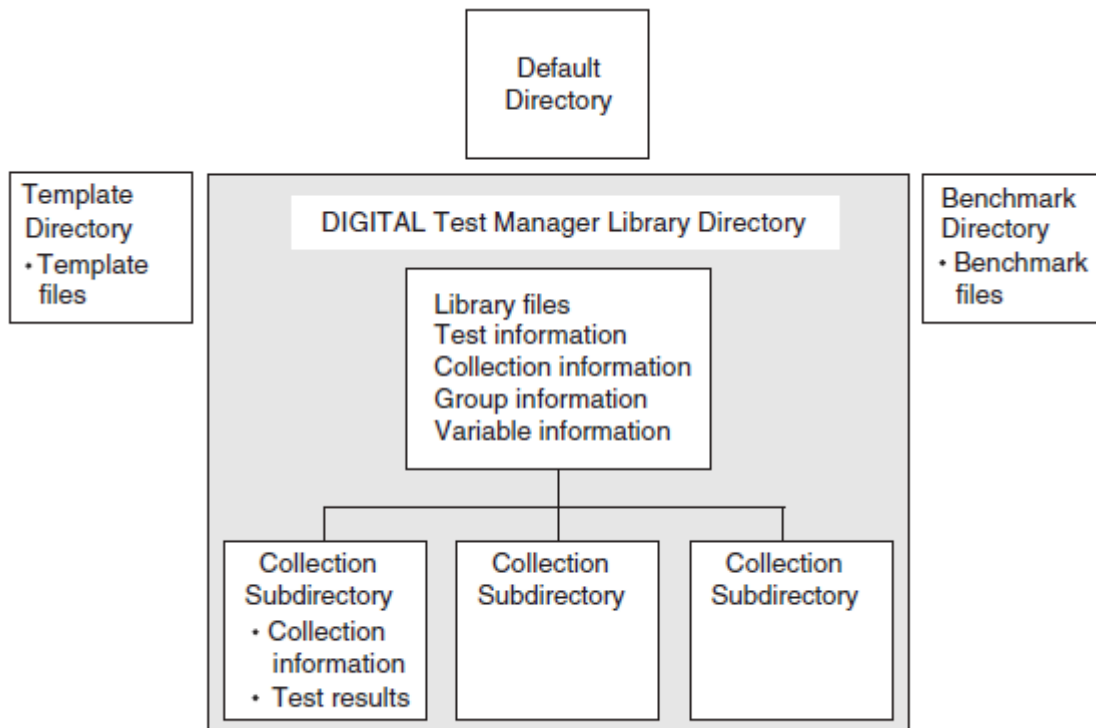 Default
Directory
Template
Directory
• Template
files
DIGITAL Test Manager Library Directory
Benchmark
Directory
• Benchmark
files
Library files
Test information
Collection information
Group information
Variable information
Collection
Subdirectory
• Collection
information
• Test results
Collection
Subdirectory
Collection
Subdirectory